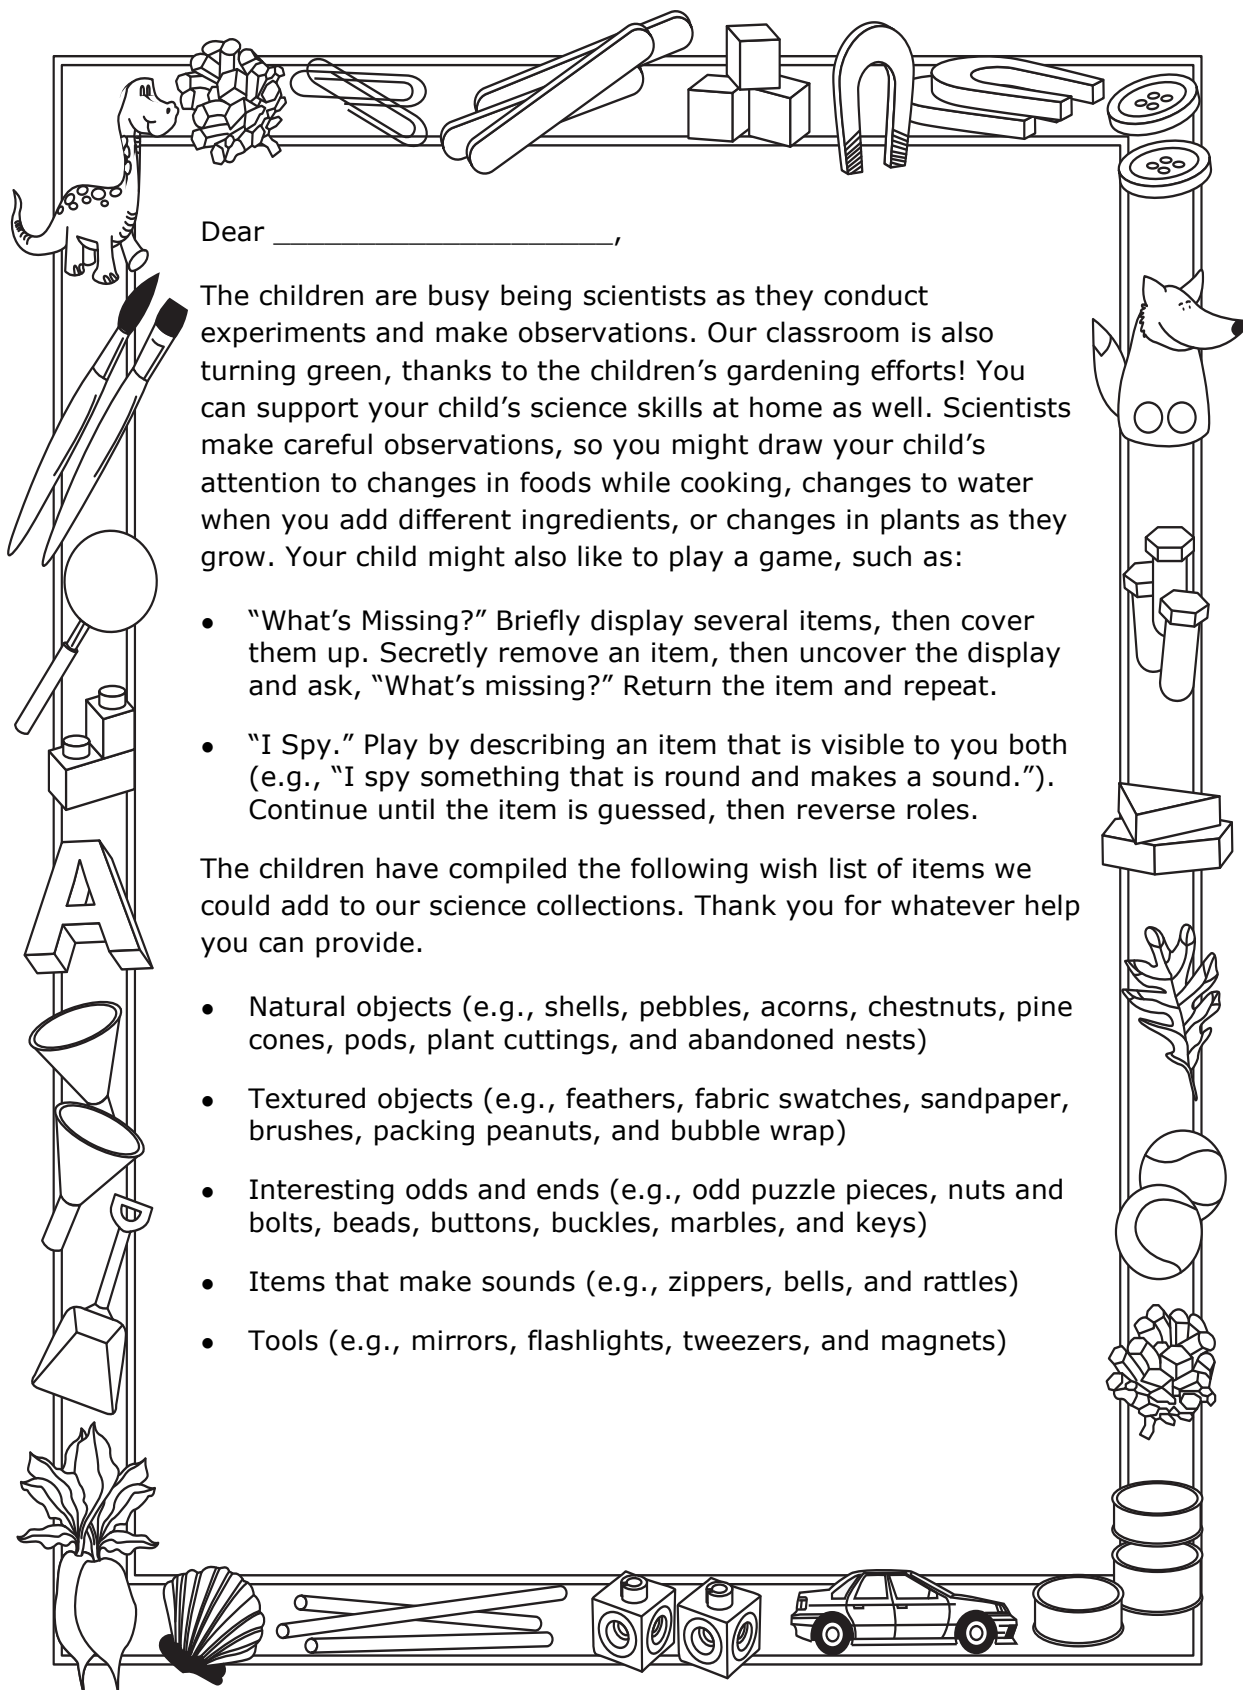 Dear ____________________,
The children are busy being scientists as they conduct
experiments and make observations. Our classroom is also
turning green, thanks to the children’s gardening efforts! You
can support your child’s science skills at home as well. Scientists
make careful observations, so you might draw your child’s
attention to changes in foods while cooking, changes to water
when you add different ingredients, or changes in plants as they
grow. Your child might also like to play a game, such as:
• “What’s Missing?” Briefly display several items, then cover
them up. Secretly remove an item, then uncover the display
and ask, “What’s missing?” Return the item and repeat.
• “I Spy.” Play by describing an item that is visible to you both
(e.g., “I spy something that is round and makes a sound.”).
Continue until the item is guessed, then reverse roles.
The children have compiled the following wish list of items we
could add to our science collections. Thank you for whatever help
you can provide.
• Natural objects (e.g., shells, pebbles, acorns, chestnuts, pine
cones, pods, plant cuttings, and abandoned nests)
• Textured objects (e.g., feathers, fabric swatches, sandpaper,
brushes, packing peanuts, and bubble wrap)
• Interesting odds and ends (e.g., odd puzzle pieces, nuts and
bolts, beads, buttons, buckles, marbles, and keys)
• Items that make sounds (e.g., zippers, bells, and rattles)
• Tools (e.g., mirrors, flashlights, tweezers, and magnets)
A